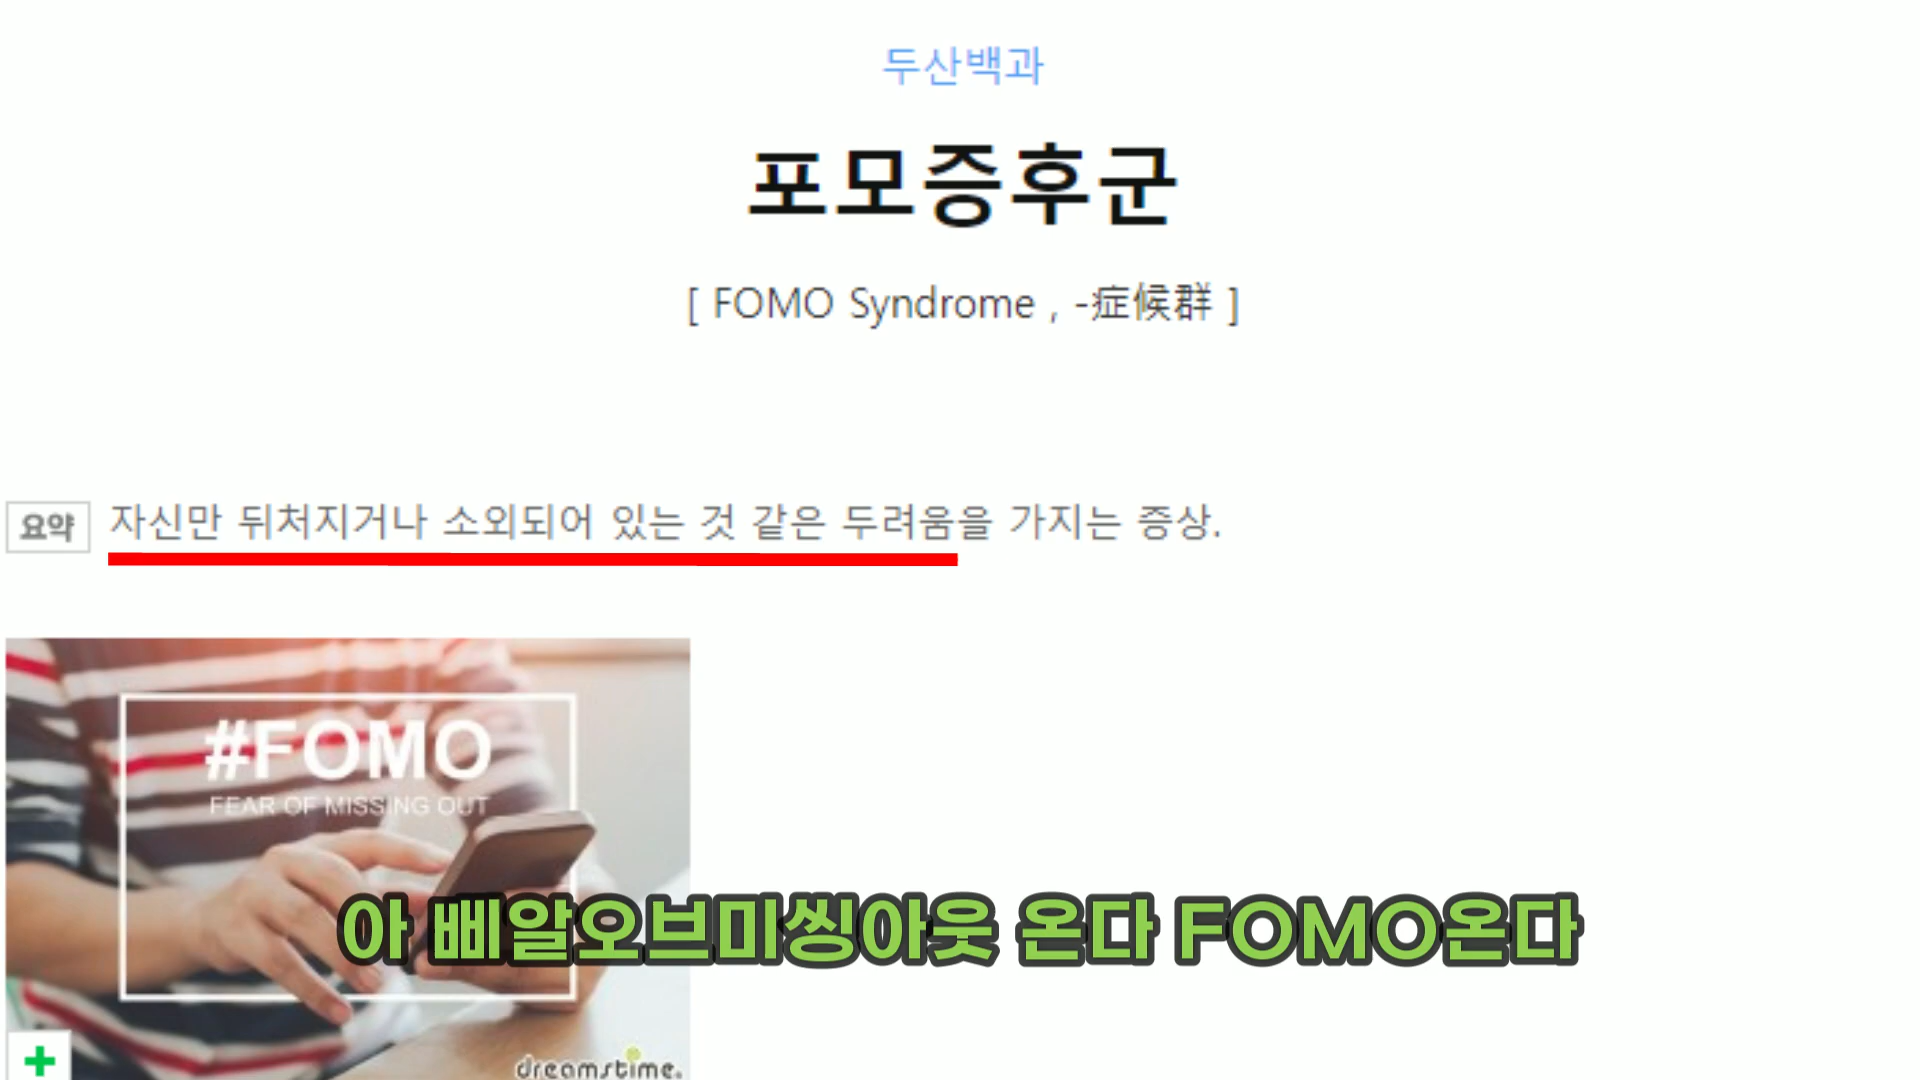 두산백과
포모증후군
[ FOMO Syndrome , -症候群 ]
요약 자신만 뒤처지거나 소외되어 있는 것 같은 두려움을 가지는 증상.
#FOMO
FEAR OF MISSING OUT
아 삐알오브미씽아웃 온다 FOMO온다
dreamstime.